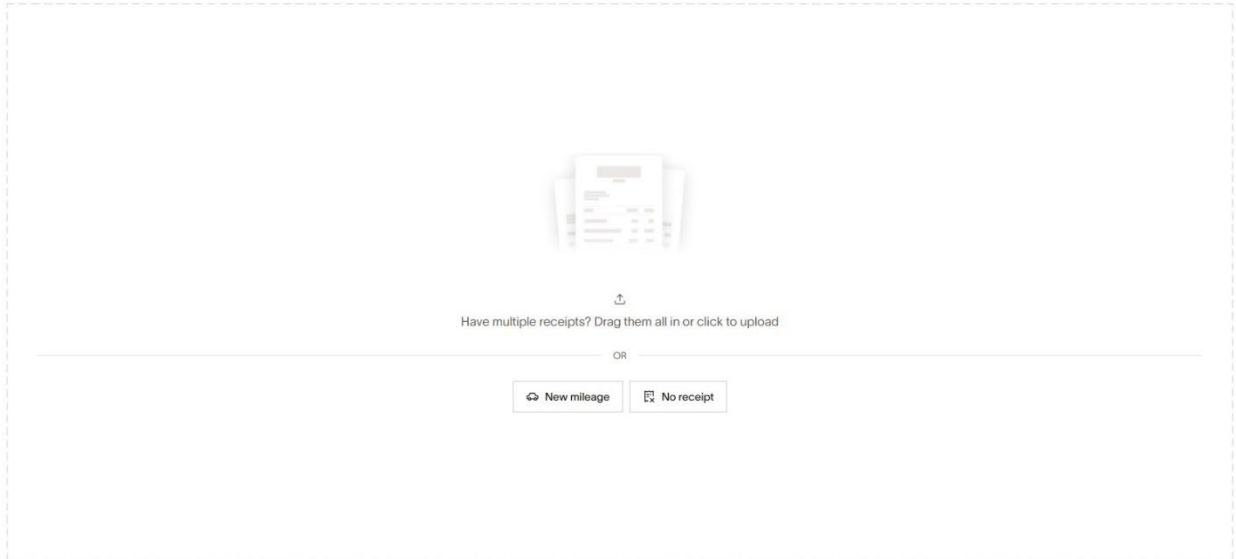 Have multiple receipts? Drag them all in or click to upload
OR
New mileage
No receipt